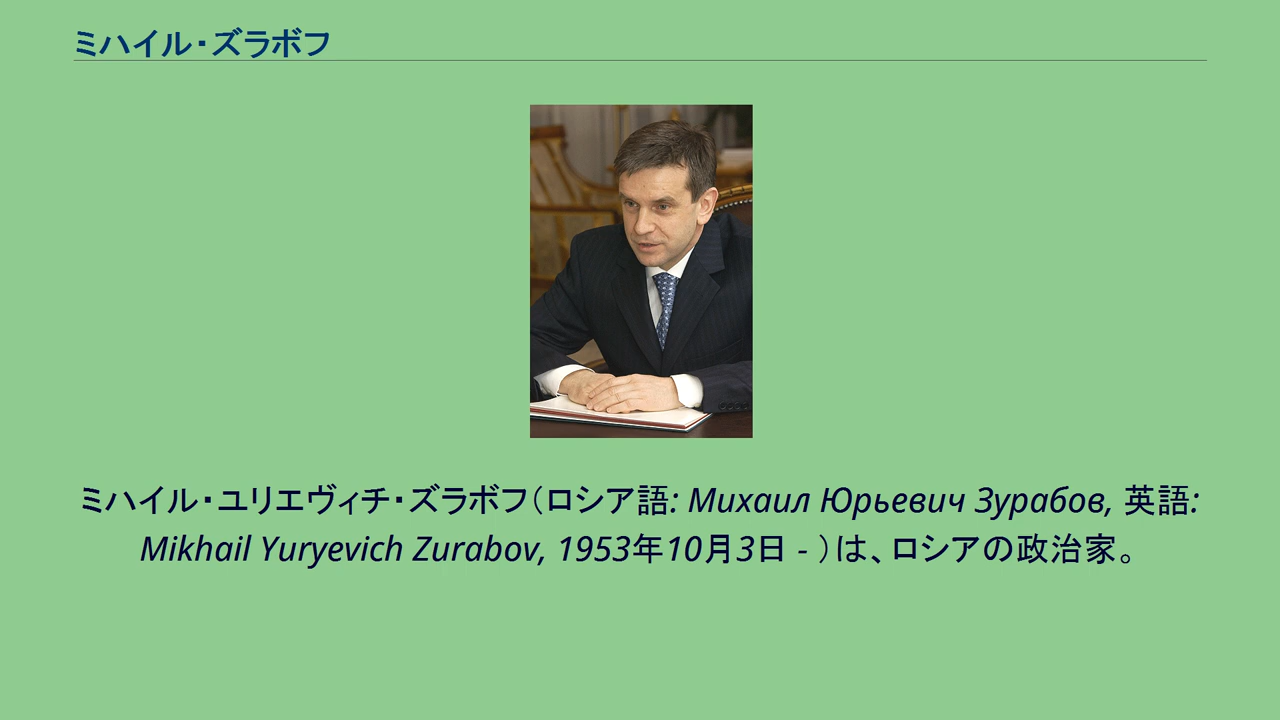 ミハイル・ズラボフ
ミハイル・ユリエヴィチ・ズラボフ（ロシア語: Михаил Юрьевич Зурабов, 英語:
Mikhail Yuryevich Zurabov, 1953年10月3日 - ）は、ロシアの政治家。